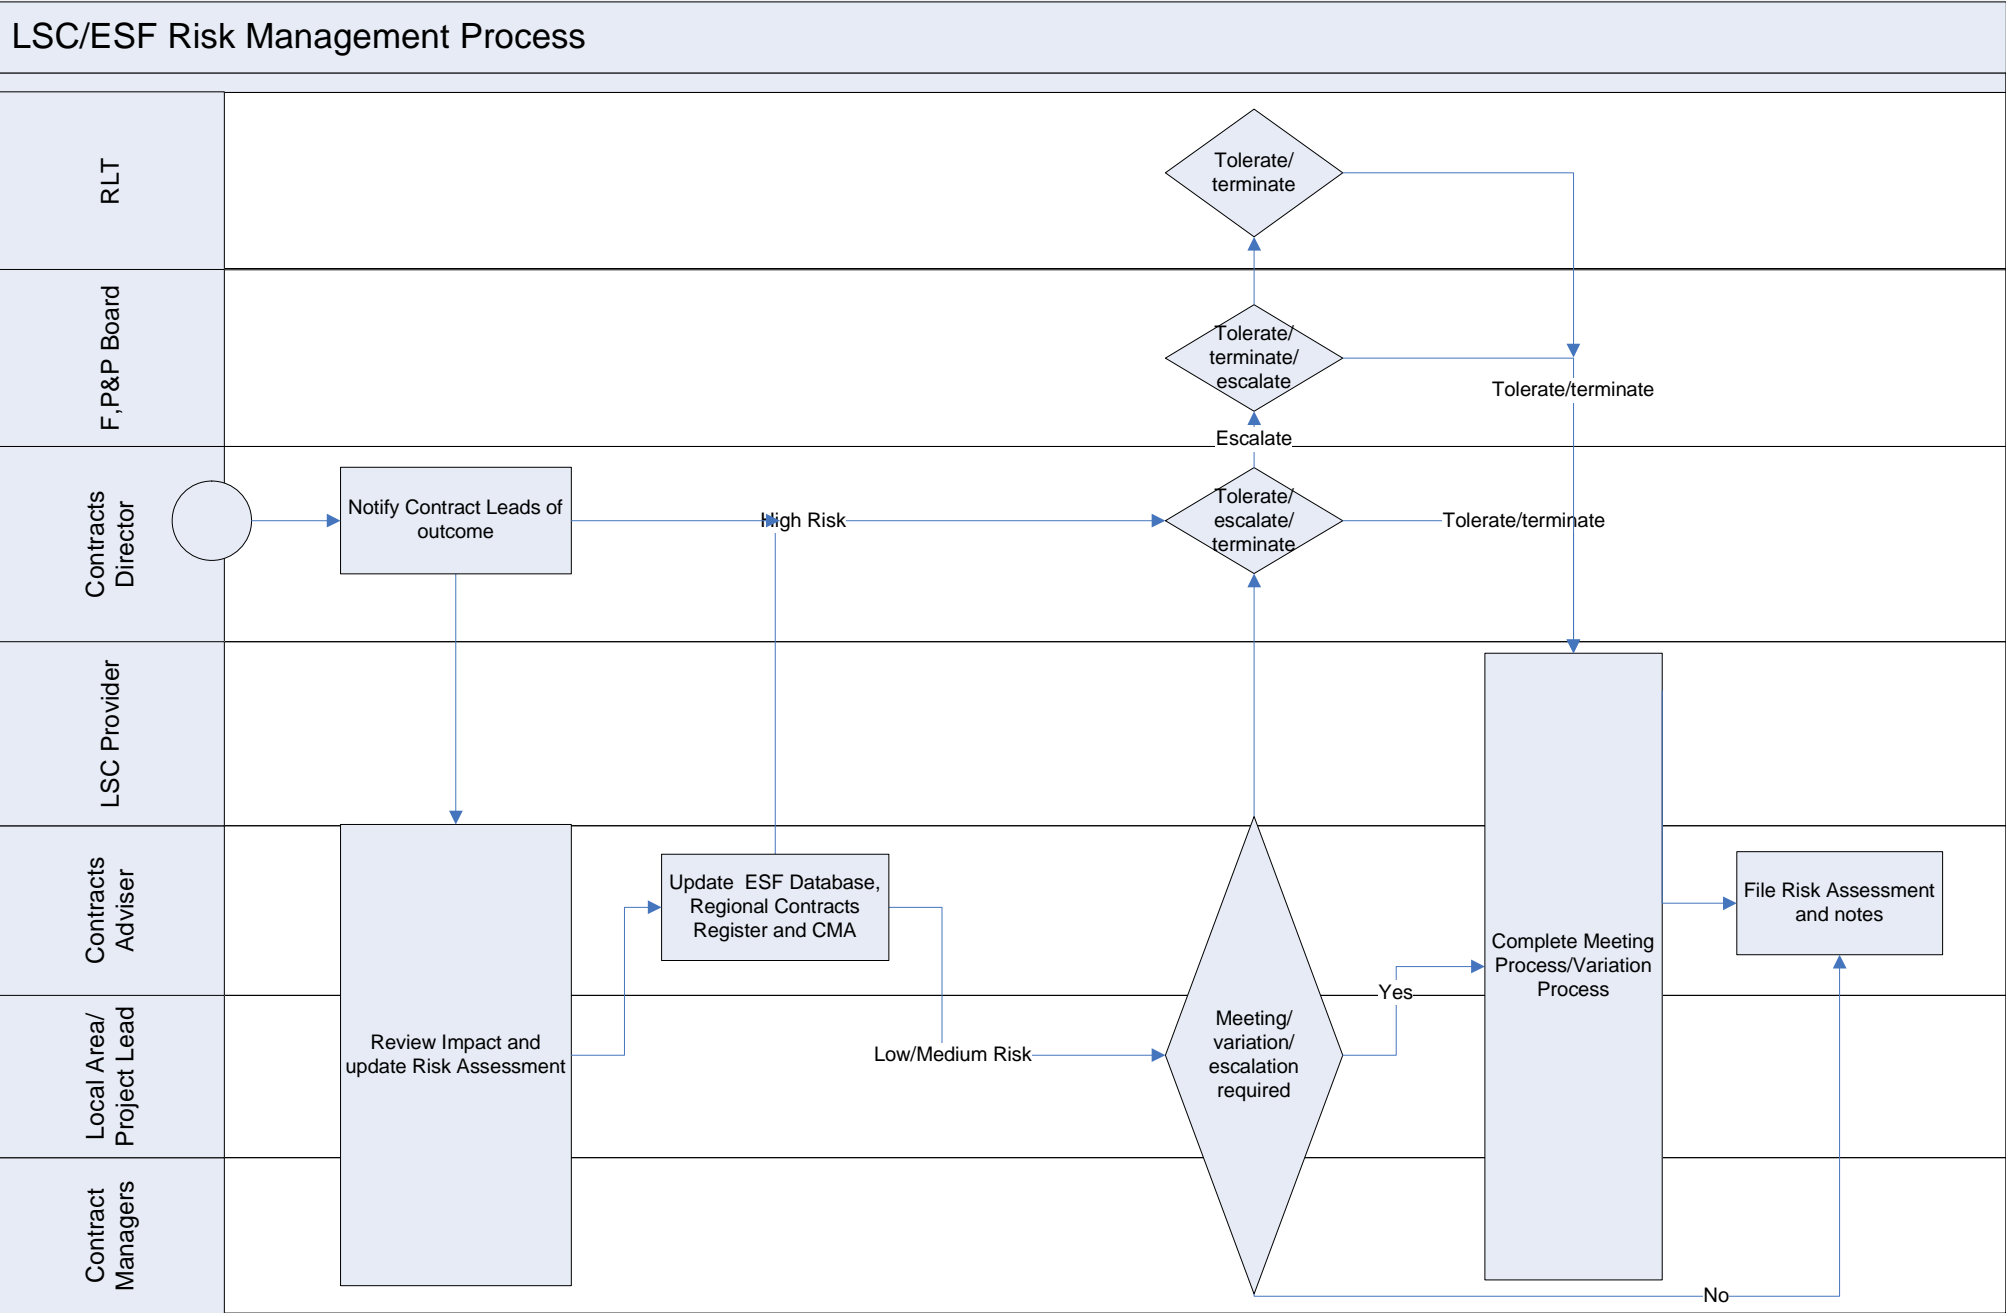 LSC/ESF Risk Management Process
RLT
Tolerate/
terminate
F,P&P Board
Tolerate/
terminate/
escalate
Tolerate/terminate
Escalate
Contracts
Director
Notify Contract Leads of
outcome
High Risk
Tolerate/
escalate/
terminate
Tolerate/terminate
LSC Provider
Contracts
Adviser
Update  ESF Database,
Regional Contracts
Register and CMA
File Risk Assessment
and notes
Complete Meeting
Process/Variation
Process
Yes
Local Area/
Project Lead
Review Impact and
update Risk Assessment
Low/Medium Risk
Meeting/
variation/
escalation
required
Contract
Managers
No